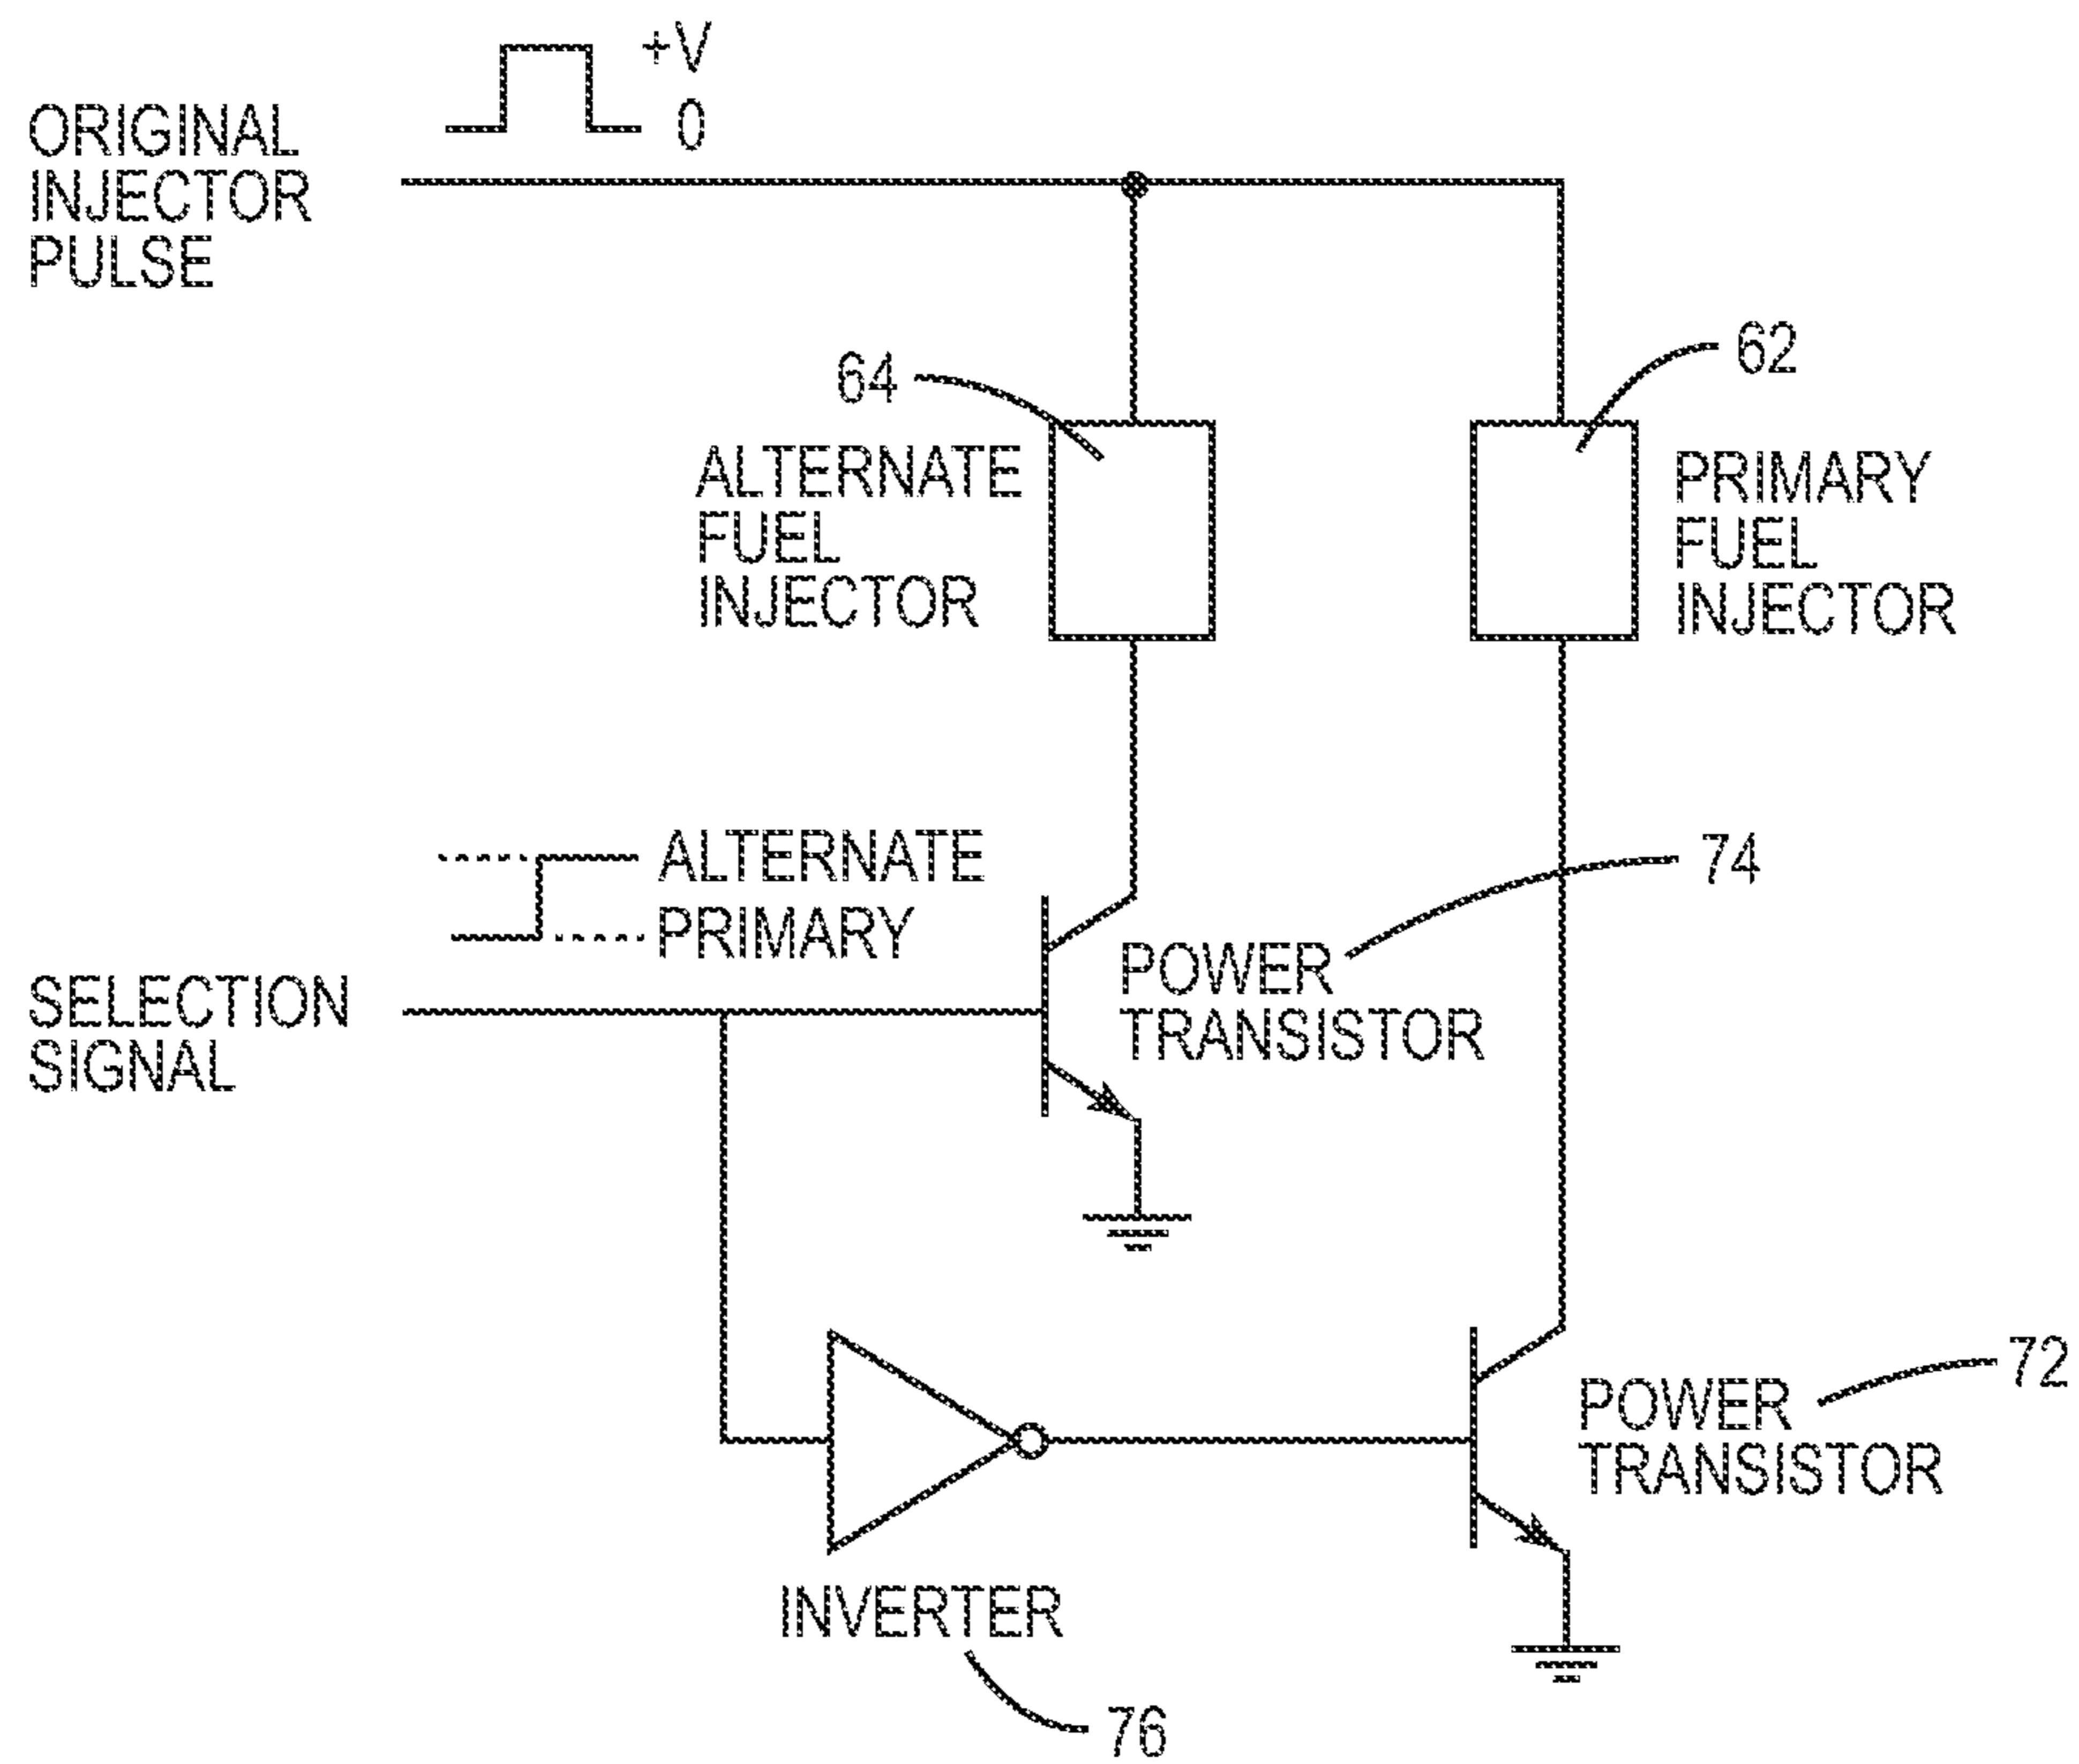 +V
0
ORIGINAL
INJECTOR
PULSE
64
62
ALTERNATE
FUEL
INJECTOR
PRIMARY
FUEL
INJECTOR
ALTERNATE
PRIMARY
74
POWER
TRANSISTOR
SELECTION
SIGNAL
72
POWER
TRANSISTOR
INVERTER
76